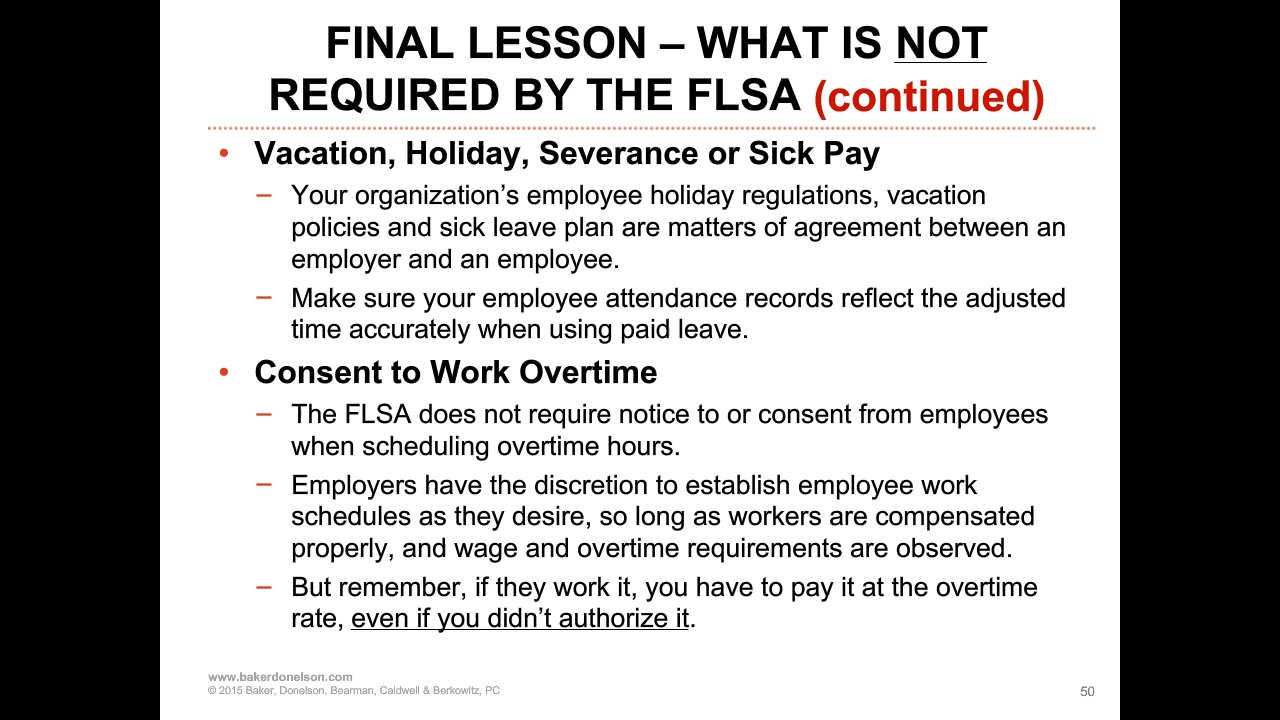 FINAL LESSON – WHAT IS NOT
REQUIRED BY THE FLSA (continued)
• Vacation, Holiday, Severance or Sick Pay
– Your organization’s employee holiday regulations, vacation
policies and sick leave plan are matters of agreement between an
employer and an employee.
– Make sure your employee attendance records reflect the adjusted
time accurately when using paid leave.
• Consent to Work Overtime
– The FLSA does not require notice to or consent from employees
when scheduling overtime hours.
– Employers have the discretion to establish employee work
schedules as they desire, so long as workers are compensated
properly, and wage and overtime requirements are observed.
– But remember, if they work it, you have to pay it at the overtime
rate, even if you didn’t authorize it.
www.bakerdonelson.com
© 2015 Baker, Donelson, Bearman, Caldwell & Berkowitz, PC
50